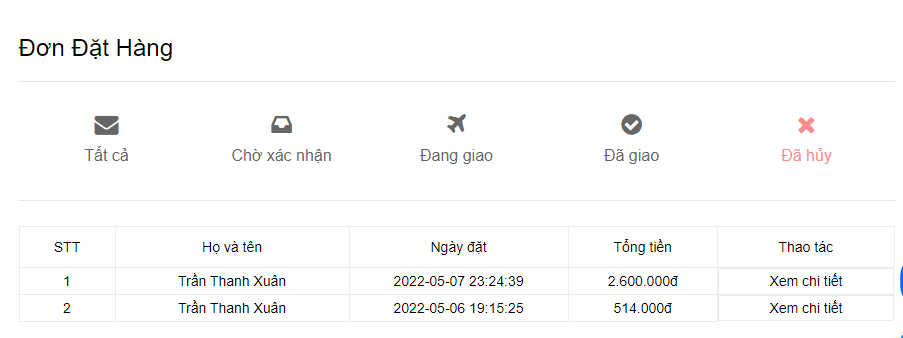 Đơn Đặt Hàng
Tất cả Chờ xác nhận Đang giao Đã giao Đã hủy
STT Họ và tên Ngày đặt Tổng tiền Thao tác
1 Trần Thanh Xuân 2022-05-07 23:24:39 2.600.000đ Xem chi tiết
2 Trần Thanh Xuân 2022-05-06 19:15:25 514.000đ Xem chi tiết